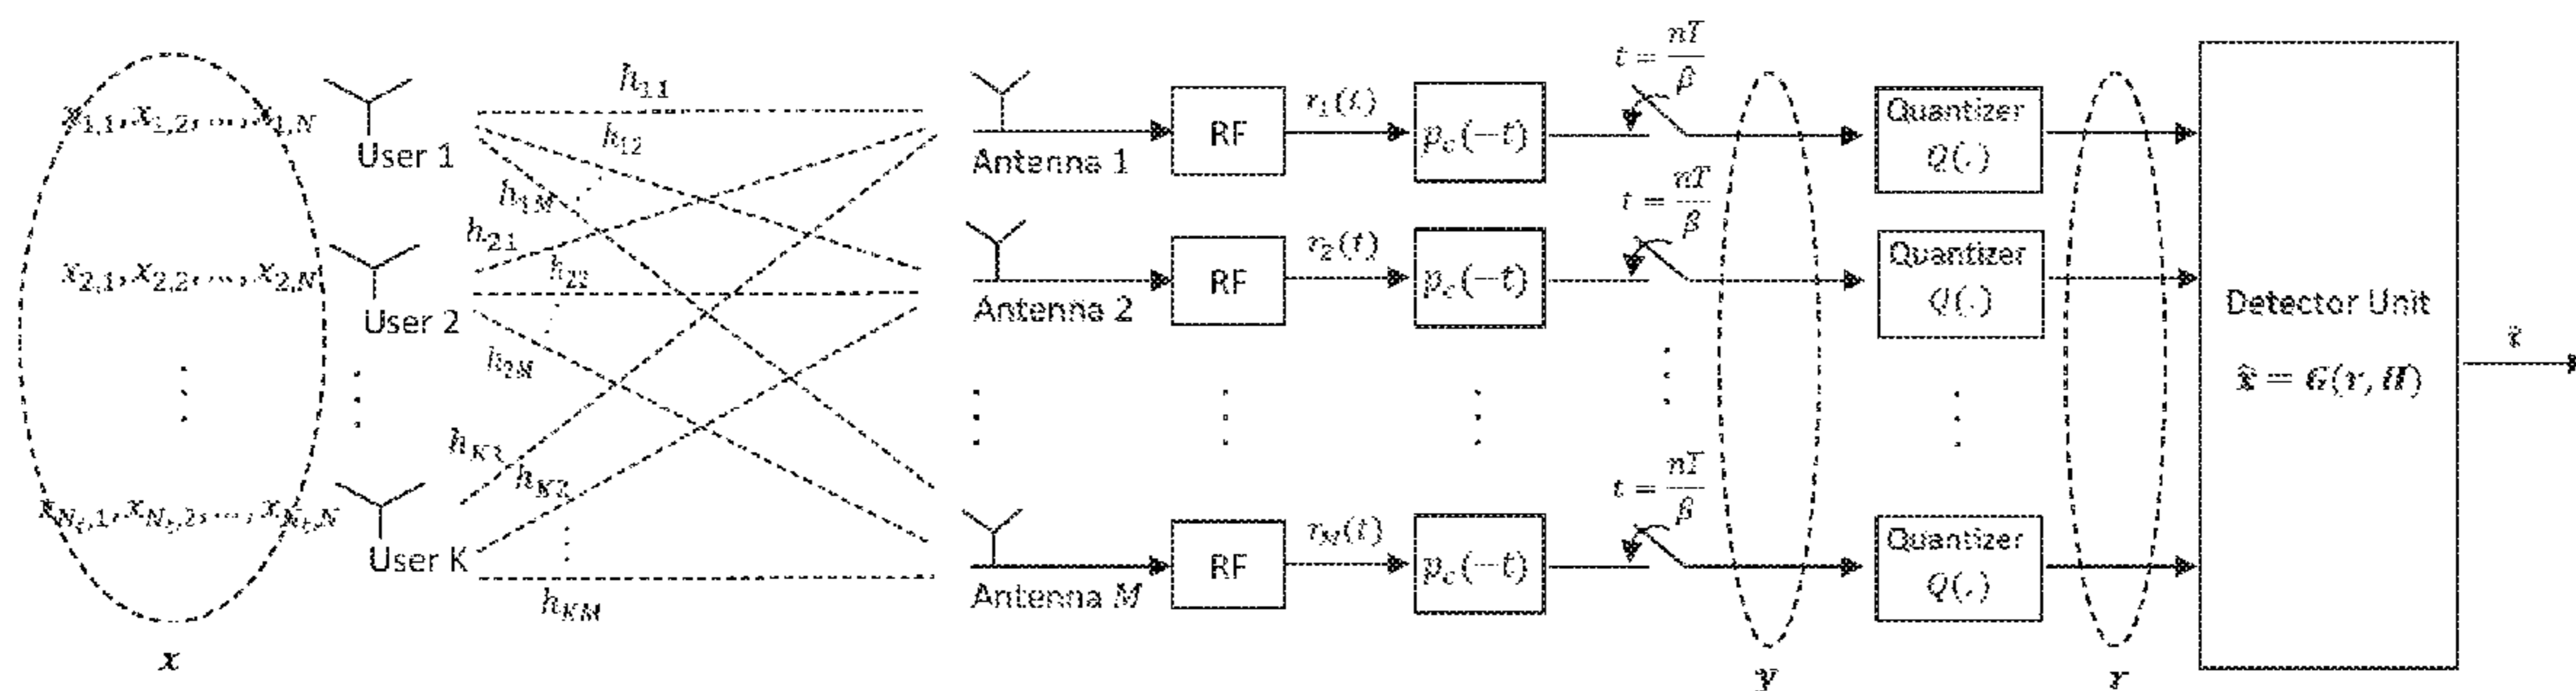 x_{1,1}, x_{1,2}, ..., x_{1,N}
User 1
x_{2,1}, x_{2,2}, ..., x_{2,N}
User 2
x_{N_t,1}, x_{N_t,2}, ..., x_{N_t,N}
User K
x
h_{11}
h_{12}
h_{1M}
h_{21}
h_{22}
h_{2M}
h_{K1}
h_{K2}
h_{KM}
Antenna 1
RF
r_1(t)
p_c(-t)
t = nT/β
Quantizer
Q(.)
Antenna 2
RF
r_2(t)
p_c(-t)
t = nT/β
Quantizer
Q(.)
Antenna M
RF
r_M(t)
p_c(-t)
t = nT/β
Quantizer
Q(.)
y
r
Detector Unit
x̂ = G(r, H)